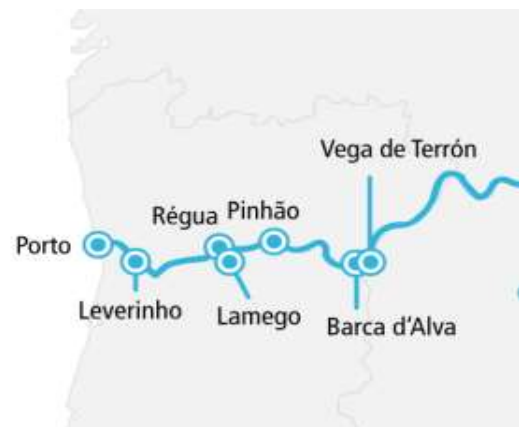 Vega de Terrón
Régua
Pinhão
Porto
Leverinho
Lamego
Barca d'Alva